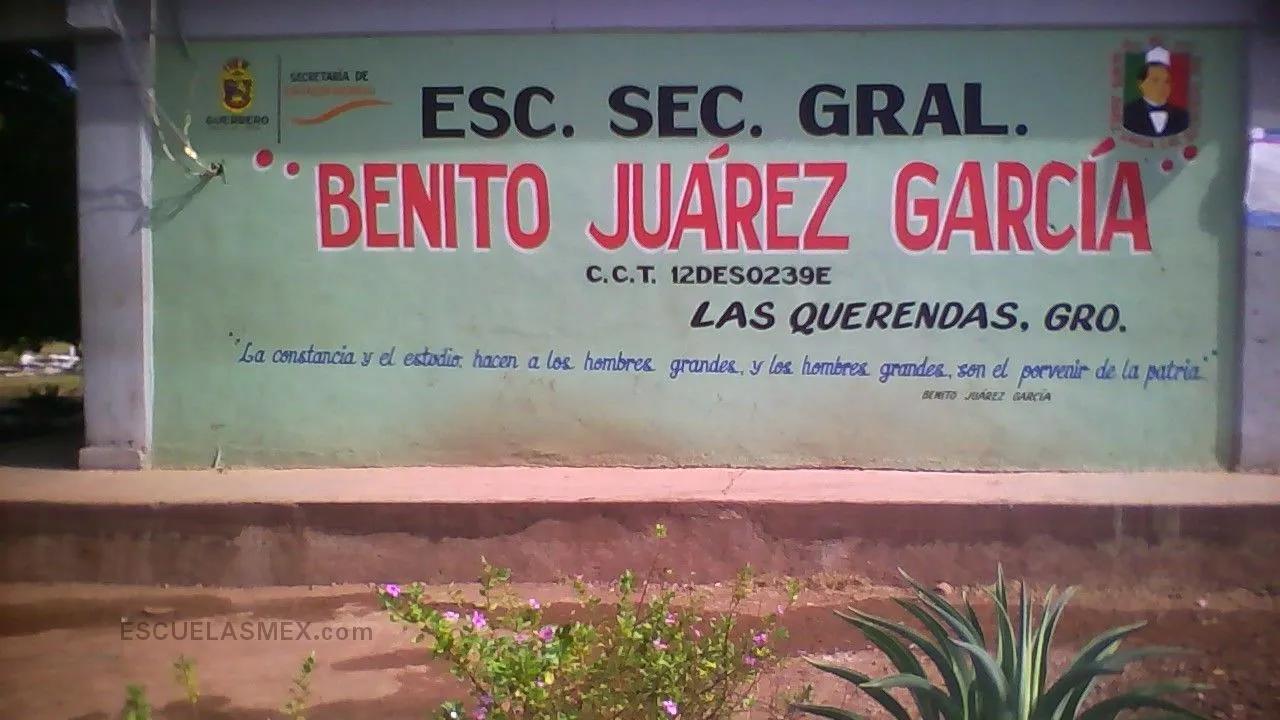 SECRETARÍA DE
GUERRERO
ESC. SEC. GRAL.
"BENITO JUÁREZ GARCÍA"
C.C.T. 12DES0239E
LAS QUERENDAS, GRO.
"La constancia y el estudio, hacen a los hombres grandes, y los hombres grandes, son el porvenir de la patria"
BENITO JUÁREZ GARCÍA
ESCUELASMEX.com